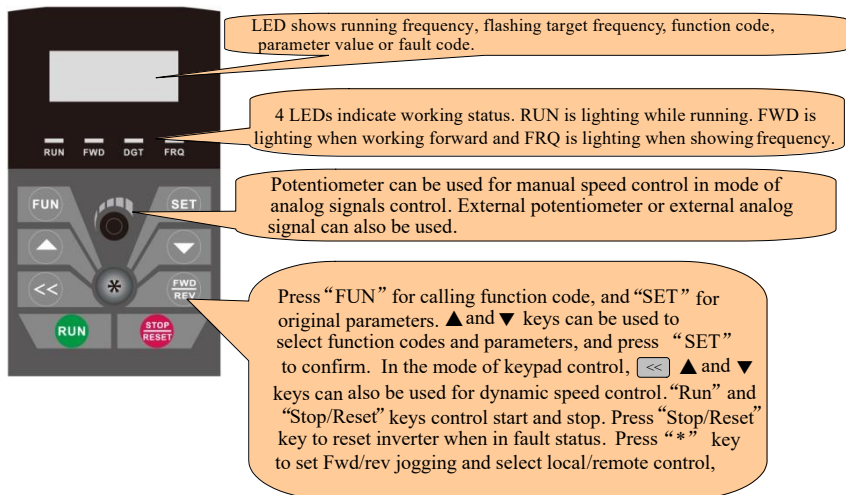 LED shows running frequency, flashing target frequency, function code,
parameter value or fault code.
4 LEDs indicate working status. RUN is lighting while running. FWD is
lighting when working forward and FRQ is lighting when showing frequency.
RUN FWD DGT FRQ
Potentiometer can be used for manual speed control in mode of
analog signals control. External potentiometer or external analog
signal can also be used.
FUN SET
<< * FWD
REV
RUN STOP
RESET
Press “FUN” for calling function code, and “SET” for
original parameters. ▲ and ▼ keys can be used to
select function codes and parameters, and press “SET”
to confirm. In the mode of keypad control, << ▲ and ▼
keys can also be used for dynamic speed control. “Run” and
“Stop/Reset” keys control start and stop. Press “Stop/Reset”
key to reset inverter when in fault status. Press “*” key
to set Fwd/rev jogging and select local/remote control,